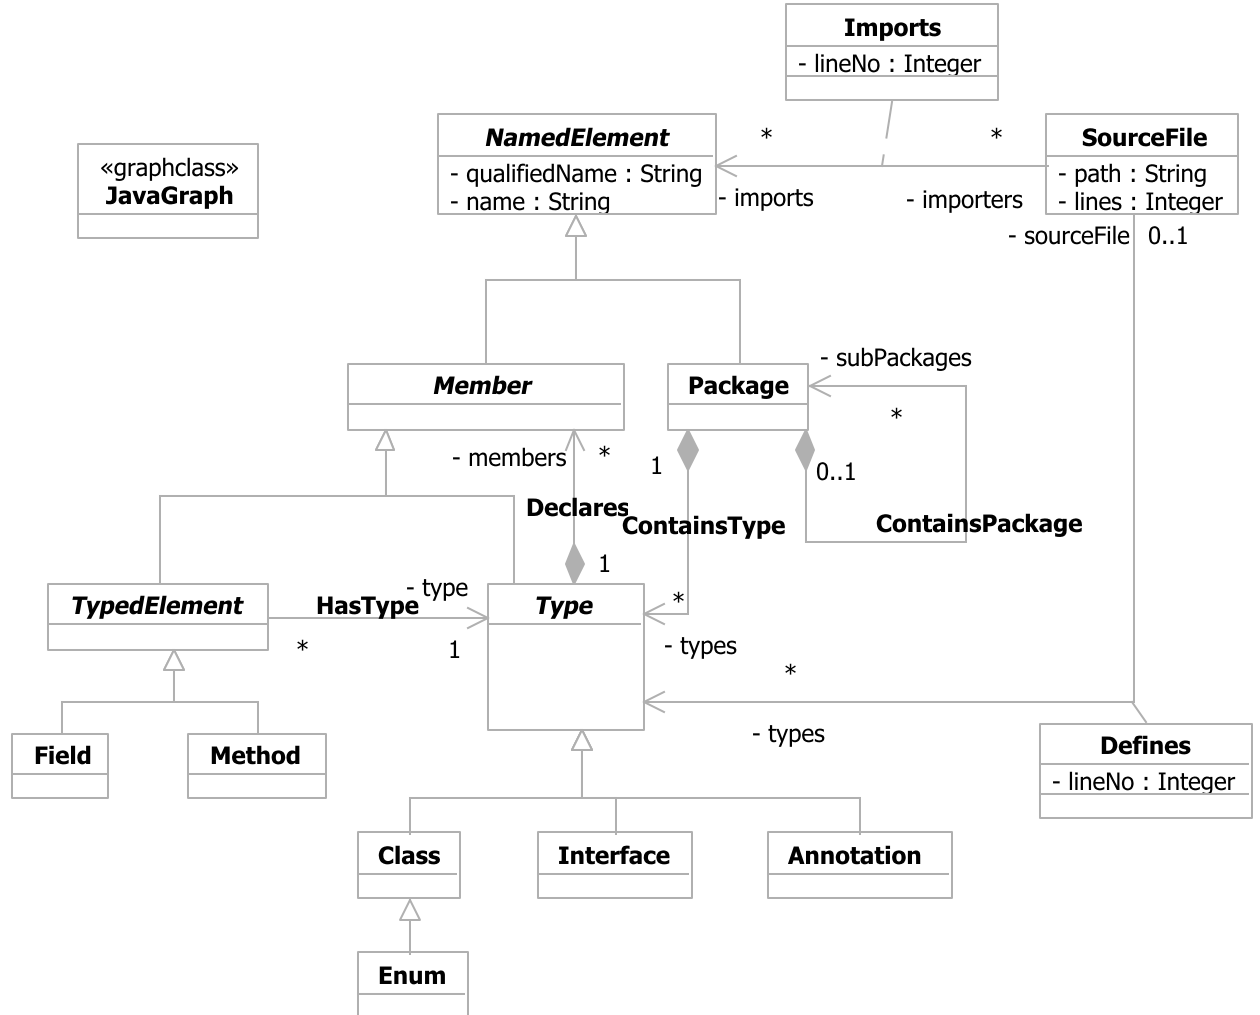 Imports
- lineNo : Integer
«graphclass»
JavaGraph
NamedElement
- qualifiedName : String
- name : String
*
*
- imports
- importers
SourceFile
- path : String
- lines : Integer
- sourceFile
0..1
Member
Package
- subPackages
*
- members
*
1
0..1
Declares
ContainsType
ContainsPackage
1
TypedElement
HasType
- type
*
1
Type
*
- types
*
- types
Field
Method
Defines
- lineNo : Integer
Class
Interface
Annotation
Enum